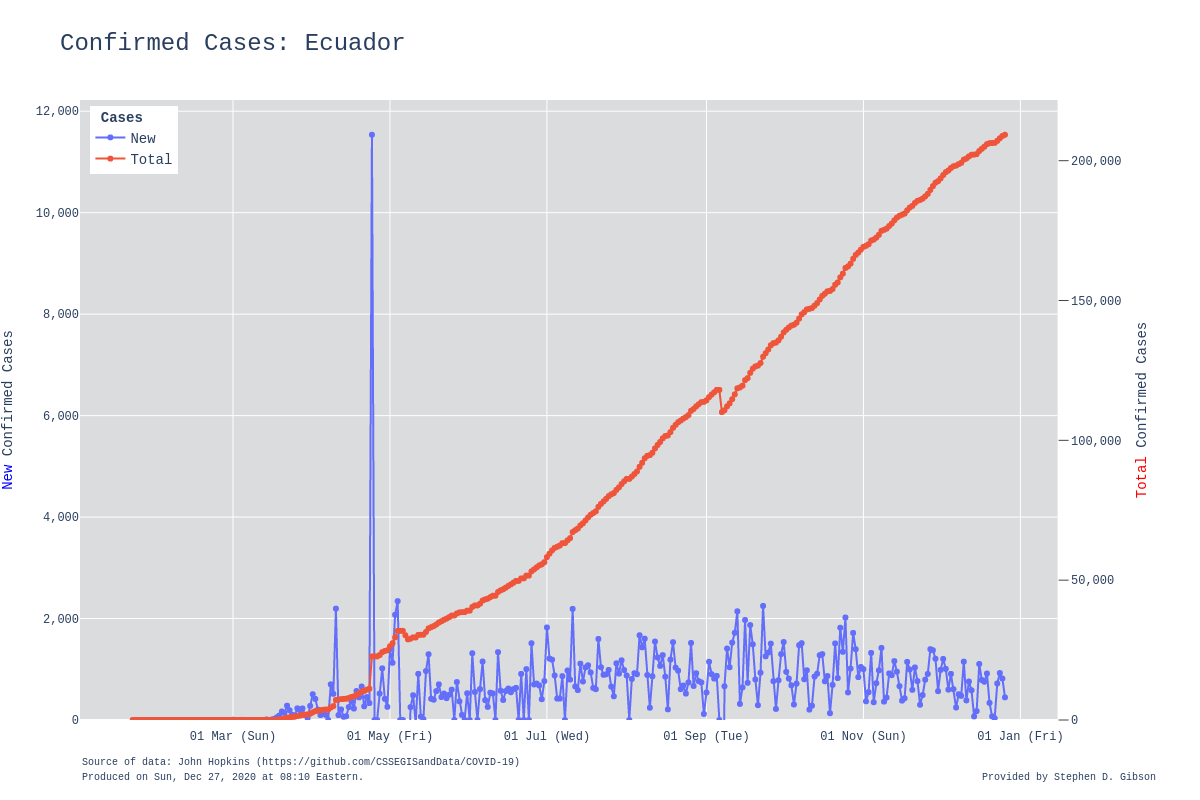 Confirmed Cases: Ecuador
Cases
New
Total
12,000
10,000
8,000
6,000
4,000
2,000
0
200,000
150,000
100,000
50,000
0
New Confirmed Cases
Total Confirmed Cases
01 Mar (Sun)
01 May (Fri)
01 Jul (Wed)
01 Sep (Tue)
01 Nov (Sun)
01 Jan (Fri)
Source of data: John Hopkins (https://github.com/CSSEGISandData/COVID-19)
Produced on Sun, Dec 27, 2020 at 08:10 Eastern.
Provided by Stephen D. Gibson